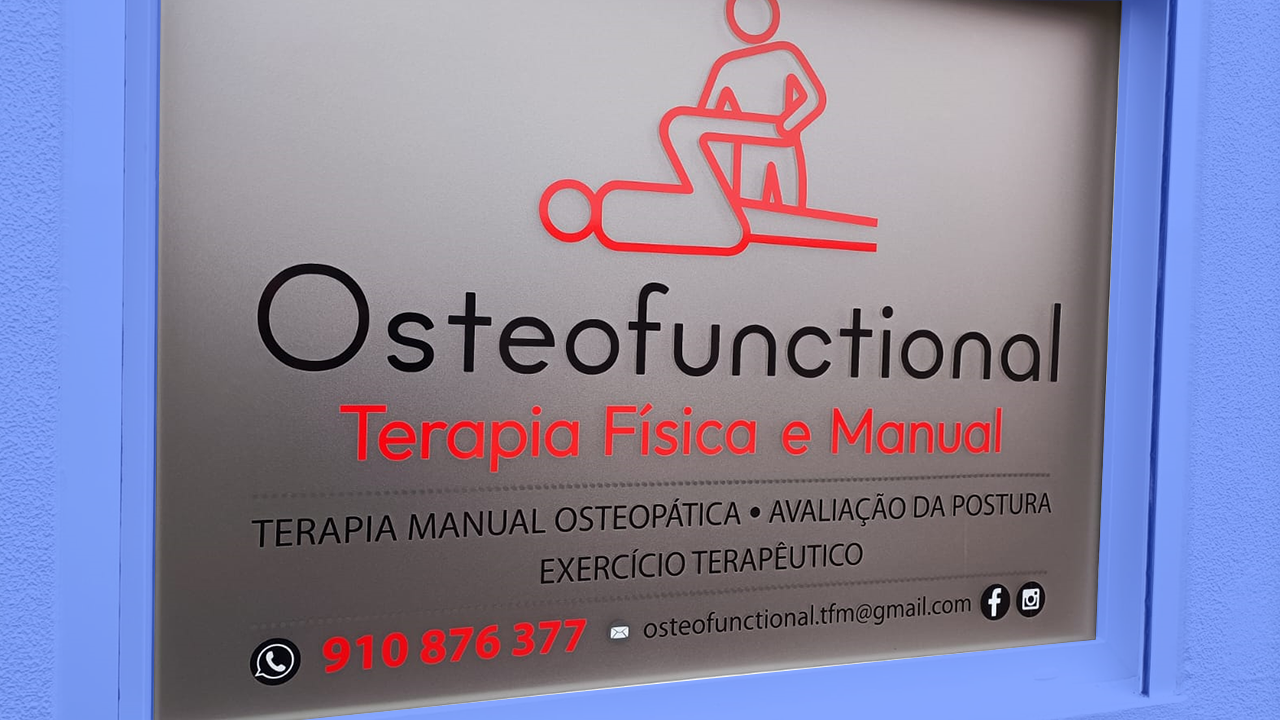 Osteofunctional
Terapia Física e Manual
TERAPIA MANUAL OSTEOPÁTICA • AVALIAÇÃO DA POSTURA
EXERCÍCIO TERAPÊUTICO
910 876 377 osteofunctional.tfm@gmail.com